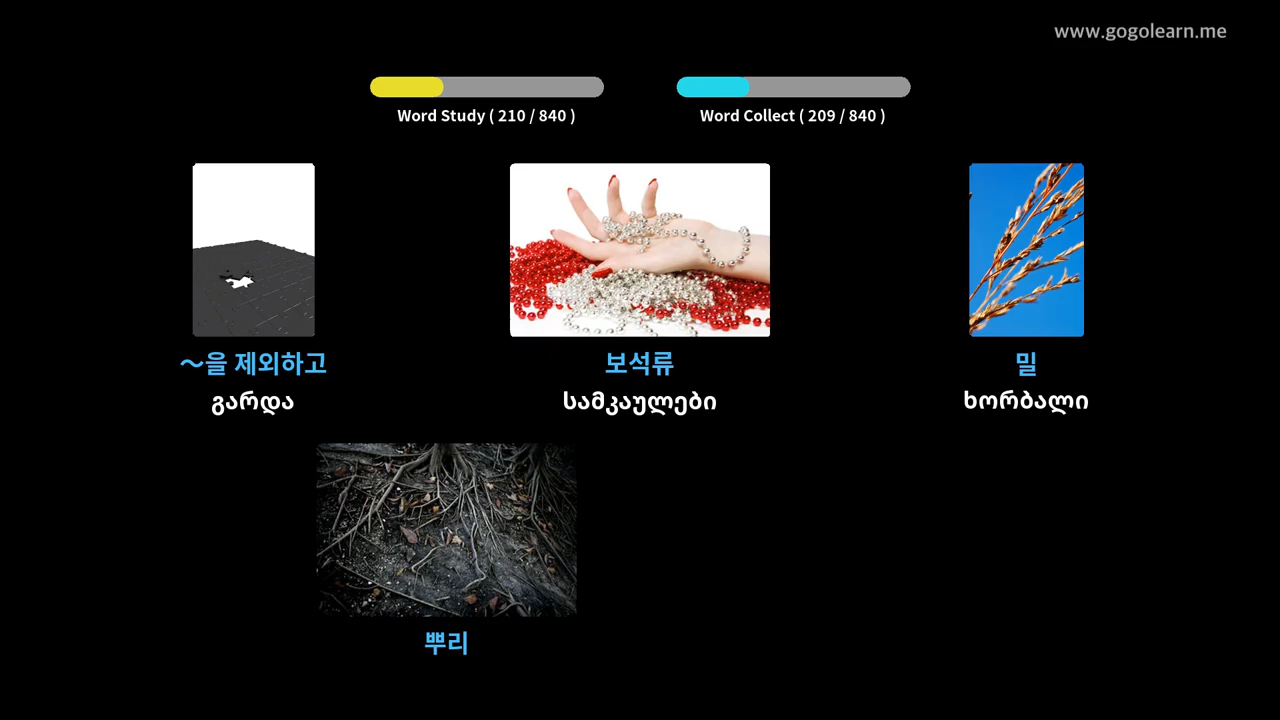 www.gogolearn.me
Word Study ( 210 / 840 )
Word Collect ( 209 / 840 )
～을 제외하고
გარდა
보석류
სამკაულები
밀
ხორბალი
뿌리